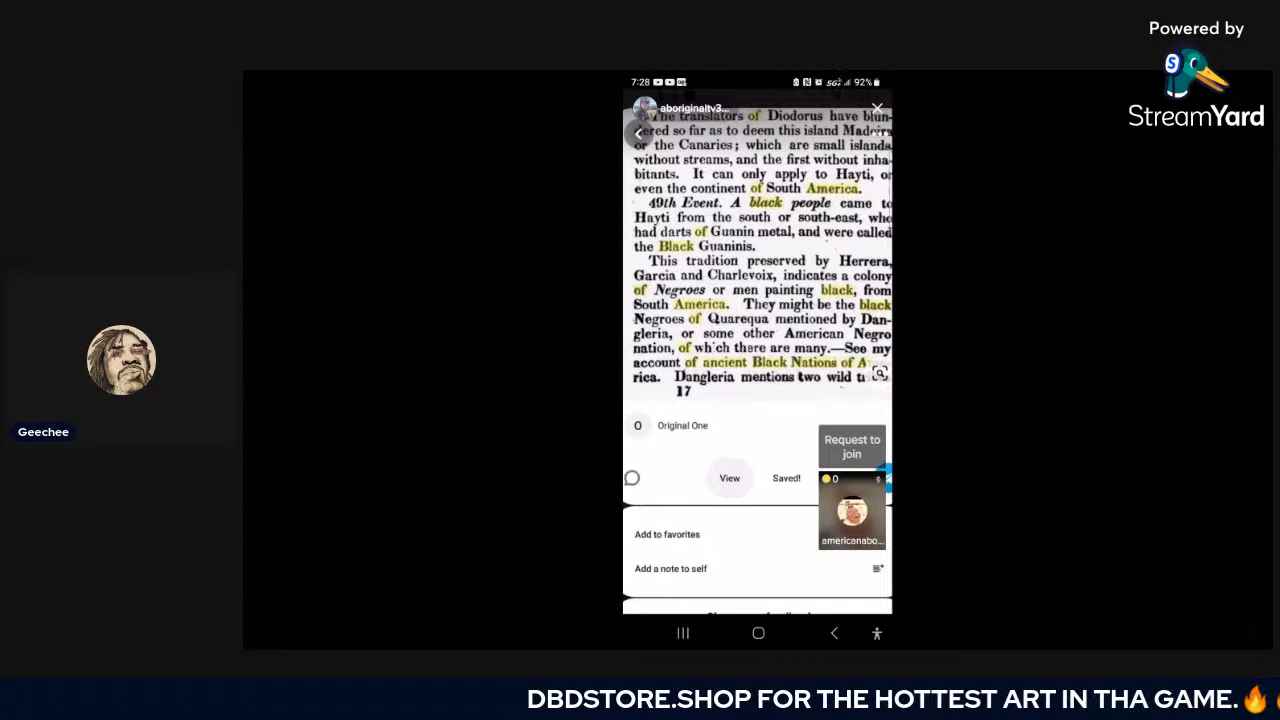 Powered by
StreamYard
7:28
92%
aboriginaltv3...
The translators of Diodorus have blun-
dered so far as to deem this island Madeira
or the Canaries; which are small islands
without streams, and the first without inha-
bitants. It can only apply to Hayti, or
even the continent of South America.
49th Event. A black people came to
Hayti from the south or south-east, who
had darts of Guanin metal, and were called
the Black Guaninis.
This tradition preserved by Herrera,
Garcia and Charlevoix, indicates a colony
of Negroes or men painting black, from
South America. They might be the black
Negroes of Quarequa mentioned by Dan-
gleria, or some other American Negro
nation, of which there are many.—See my
account of ancient Black Nations of A
rica. Dangleria mentions two wild t
17
O Original One
Request to
join
View Saved!
0
americanabo...
Add to favorites
Add a note to self
Geechee
DBDSTORE.SHOP FOR THE HOTTEST ART IN THA GAME.🔥